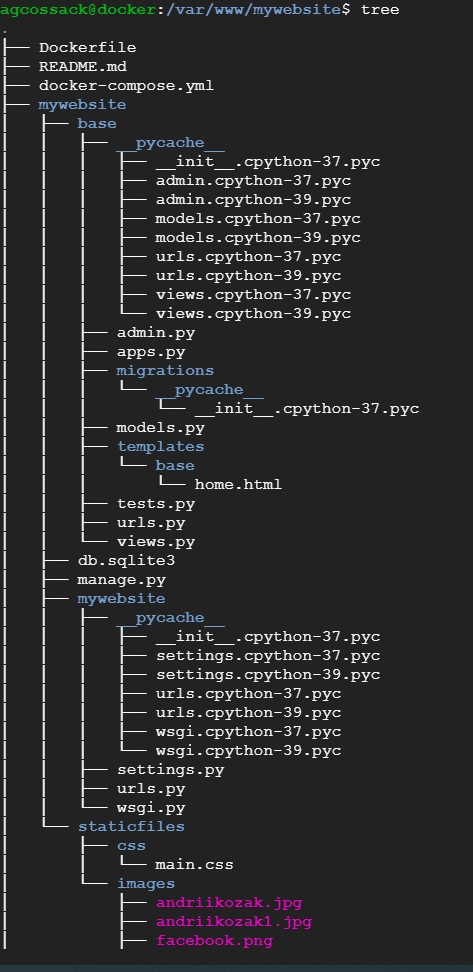 agcossack@docker:/var/www/mywebsite$ tree
.
├── Dockerfile
├── README.md
├── docker-compose.yml
├── mywebsite
│   ├── base
│   │   ├── __pycache__
│   │   │   ├── __init__.cpython-37.pyc
│   │   │   ├── admin.cpython-37.pyc
│   │   │   ├── admin.cpython-39.pyc
│   │   │   ├── models.cpython-37.pyc
│   │   │   ├── models.cpython-39.pyc
│   │   │   ├── urls.cpython-37.pyc
│   │   │   ├── urls.cpython-39.pyc
│   │   │   ├── views.cpython-37.pyc
│   │   │   └── views.cpython-39.pyc
│   │   ├── admin.py
│   │   ├── apps.py
│   │   ├── migrations
│   │   │   └── __pycache__
│   │   │       └── __init__.cpython-37.pyc
│   │   ├── models.py
│   │   ├── templates
│   │   │   └── base
│   │   │       └── home.html
│   │   ├── tests.py
│   │   ├── urls.py
│   │   └── views.py
│   ├── db.sqlite3
│   ├── manage.py
│   ├── mywebsite
│   │   ├── __pycache__
│   │   │   ├── __init__.cpython-37.pyc
│   │   │   ├── settings.cpython-37.pyc
│   │   │   ├── settings.cpython-39.pyc
│   │   │   ├── urls.cpython-37.pyc
│   │   │   ├── urls.cpython-39.pyc
│   │   │   ├── wsgi.cpython-37.pyc
│   │   │   └── wsgi.cpython-39.pyc
│   │   ├── settings.py
│   │   ├── urls.py
│   │   └── wsgi.py
│   └── staticfiles
│       ├── css
│       │   └── main.css
│       └── images
│           ├── andriikozak.jpg
│           ├── andriikozak1.jpg
│           ├── facebook.png